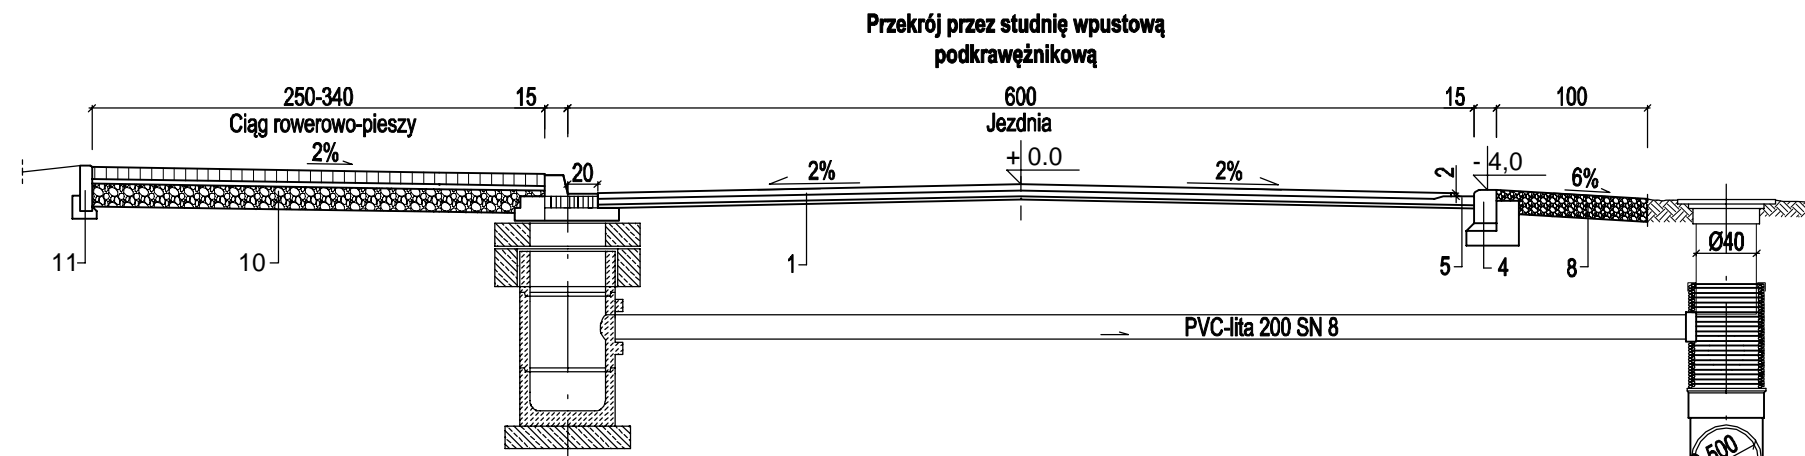 Przekrój przez studnię wpustową
podkrawężnikową
250-340 15 600 15 100
Ciąg rowerowo-pieszy Jezdnia
2% 20 2% + 0.0 2% 2 - 4,0 6%
11 10 1 5 4 8 Ø40
PVC-lita 200 SN 8
500